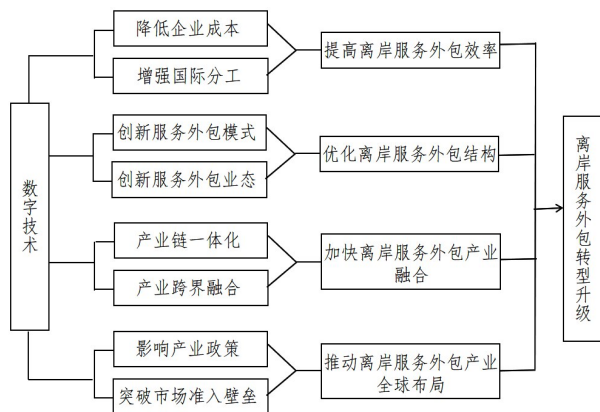 数字技术
降低企业成本
增强国际分工
创新服务外包模式
创新服务外包业态
产业链一体化
产业跨界融合
影响产业政策
突破市场准入壁垒
提高离岸服务外包效率
优化离岸服务外包结构
加快离岸服务外包产业
融合
推动离岸服务外包产业
全球布局
离岸服务外包转型升级